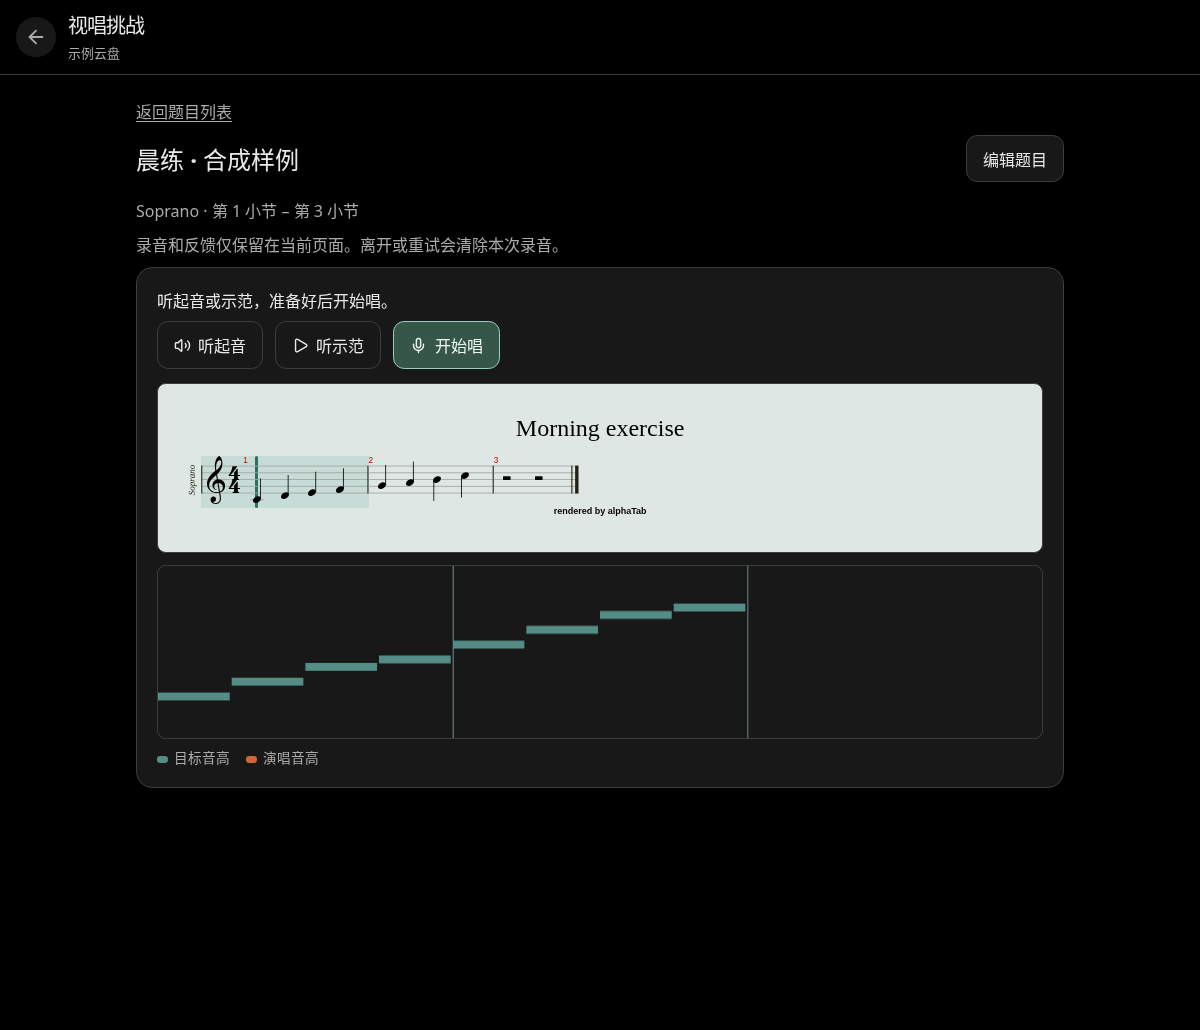 视唱挑战
示例云盘
返回题目列表
晨练 · 合成样例
编辑题目
Soprano · 第 1 小节 – 第 3 小节
录音和反馈仅保留在当前页面。离开或重试会清除本次录音。
听起音或示范，准备好后开始唱。
听起音
听示范
开始唱
Morning exercise
Soprano
1
2
3
4
4
rendered by alphaTab
目标音高
演唱音高